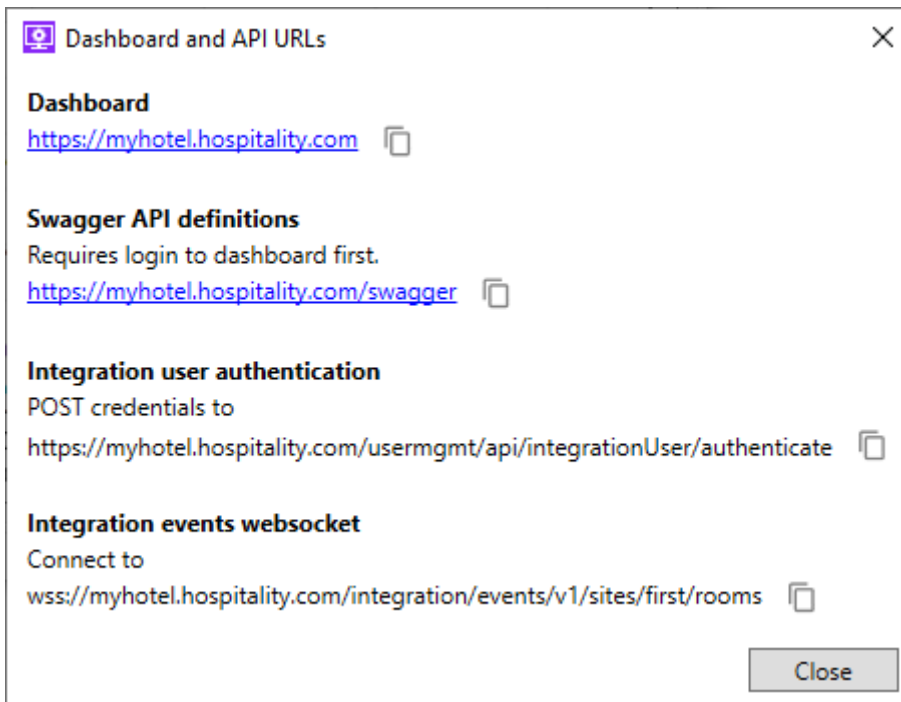 Dashboard and API URLs
Dashboard
https://myhotel.hospitality.com
Swagger API definitions
Requires login to dashboard first.
https://myhotel.hospitality.com/swagger
Integration user authentication
POST credentials to
https://myhotel.hospitality.com/usermgmt/api/integrationUser/authenticate
Integration events websocket
Connect to
wss://myhotel.hospitality.com/integration/events/v1/sites/first/rooms
Close